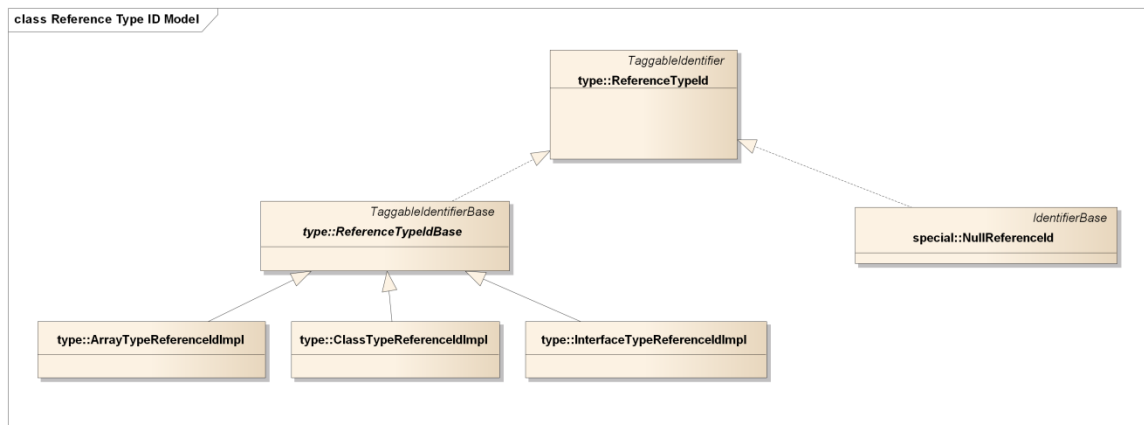 class Reference Type ID Model
TaggableIdentifier
type::ReferenceTypeId
TaggableIdentifierBase
type::ReferenceTypeIdBase
IdentifierBase
special::NullReferenceId
type::ArrayTypeReferenceIdImpl
type::ClassTypeReferenceIdImpl
type::InterfaceTypeReferenceIdImpl